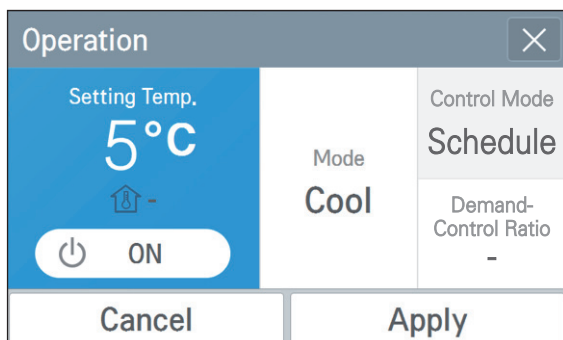 Operation
Setting Temp.
5°C
-
ON
Mode
Cool
Control Mode
Schedule
Demand-
Control Ratio
-
Cancel
Apply